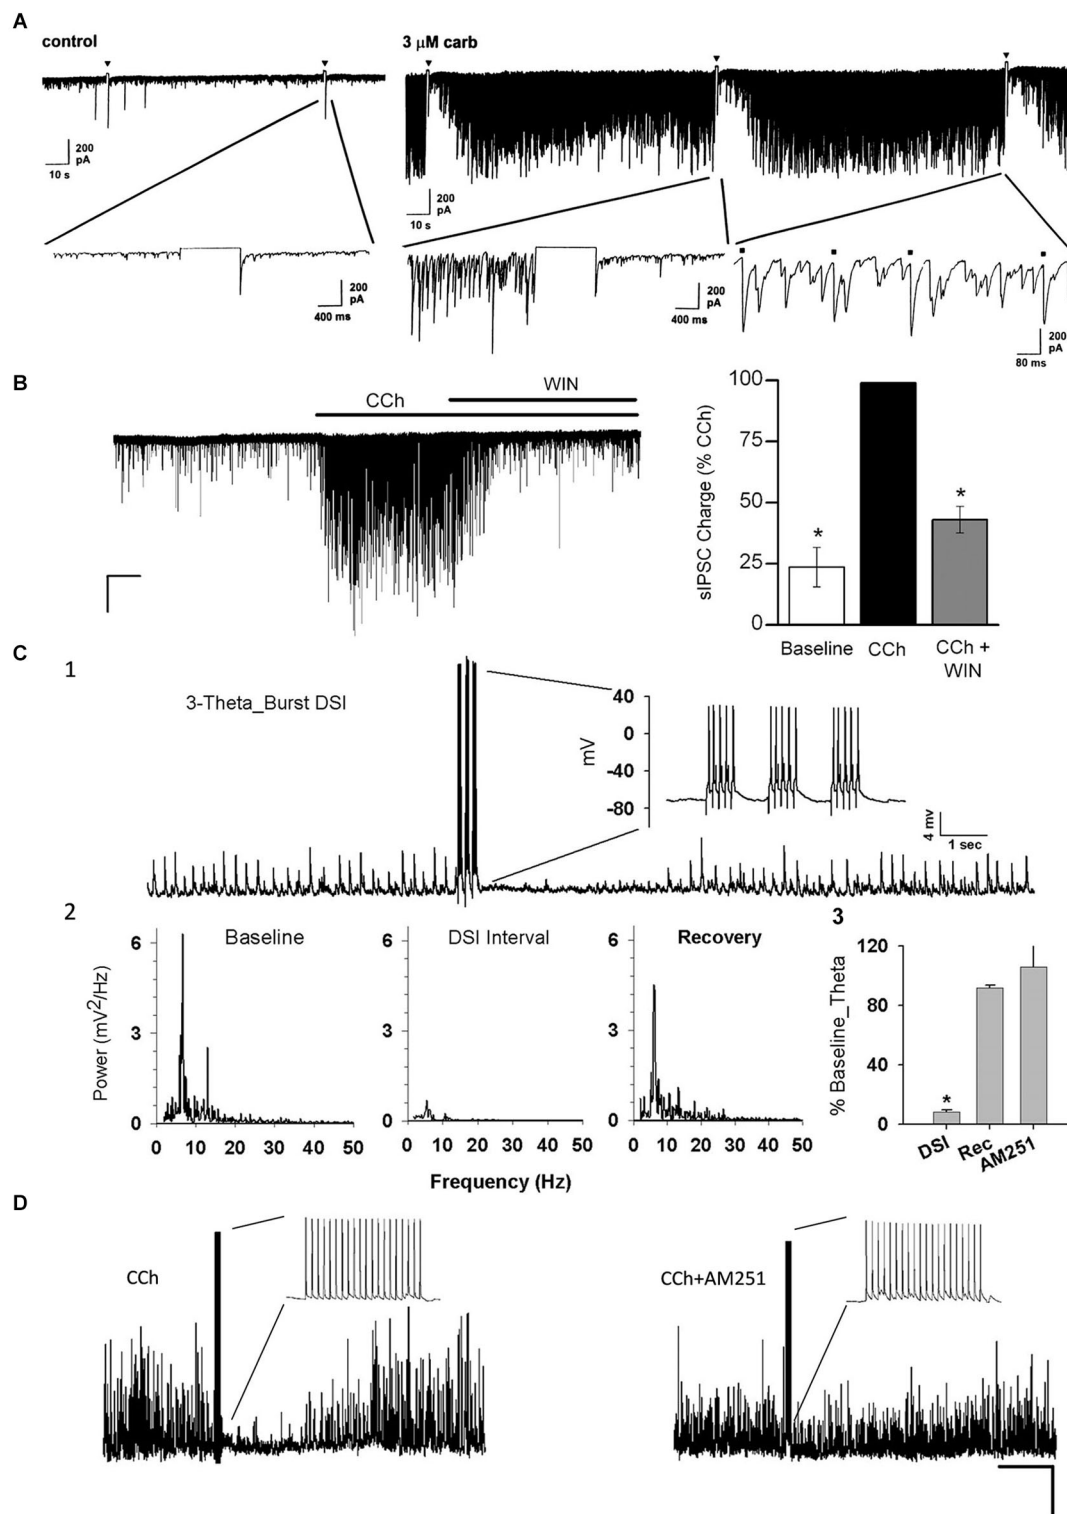 A
control
3 μM carb
200
pA
10 s
200
pA
10 s
200
pA
400 ms
200
pA
400 ms
200
80 ms
B
CCh
WIN
100
75
50
25
0
sIPSC Charge (% CCh)
*
*
Baseline
CCh
CCh +
WIN
C
1
3-Theta_Burst DSI
40
0
-40
-80
mV
4 mv
1 sec
2
Baseline
DSI Interval
Recovery
Power (mV2/Hz)
6
3
0
6
3
0
6
3
0
0 10 20 30 40 50
0 10 20 30 40 50
0 10 20 30 40 50
Frequency (Hz)
3
120
80
40
0
% Baseline_Theta
*
DSI
Rec
AM251
D
CCh
CCh+AM251